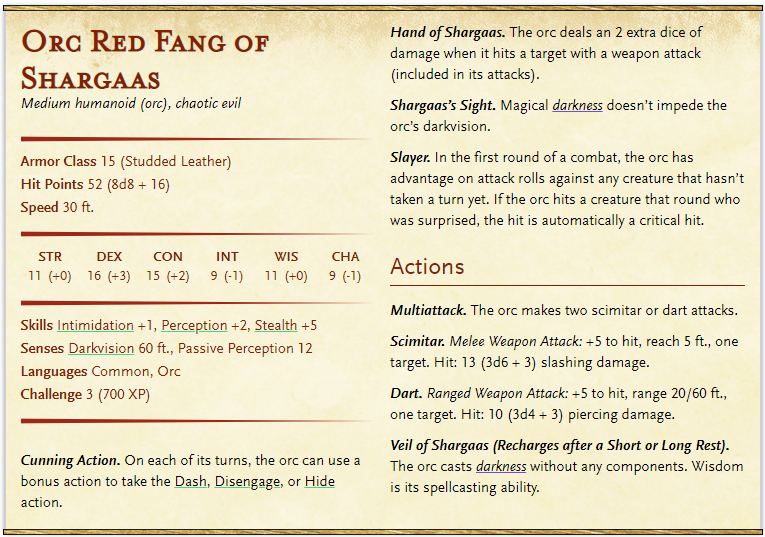 Orc Red Fang of
Shargaas
Medium humanoid (orc), chaotic evil
Armor Class 15 (Studded Leather)
Hit Points 52 (8d8 + 16)
Speed 30 ft.
STR DEX CON INT WIS CHA
11 (+0) 16 (+3) 15 (+2) 9 (-1) 11 (+0) 9 (-1)
Skills Intimidation +1, Perception +2, Stealth +5
Senses Darkvision 60 ft., Passive Perception 12
Languages Common, Orc
Challenge 3 (700 XP)
Cunning Action. On each of its turns, the orc can use a
bonus action to take the Dash, Disengage, or Hide
action.
Hand of Shargaas. The orc deals an 2 extra dice of
damage when it hits a target with a weapon attack
(included in its attacks).
Shargaas's Sight. Magical darkness doesn't impede the
orc's darkvision.
Slayer. In the first round of a combat, the orc has
advantage on attack rolls against any creature that hasn't
taken a turn yet. If the orc hits a creature that round who
was surprised, the hit is automatically a critical hit.
Actions
Multiattack. The orc makes two scimitar or dart attacks.
Scimitar. Melee Weapon Attack: +5 to hit, reach 5 ft., one
target. Hit: 13 (3d6 + 3) slashing damage.
Dart. Ranged Weapon Attack: +5 to hit, range 20/60 ft.,
one target. Hit: 10 (3d4 + 3) piercing damage.
Veil of Shargaas (Recharges after a Short or Long Rest).
The orc casts darkness without any components. Wisdom
is its spellcasting ability.